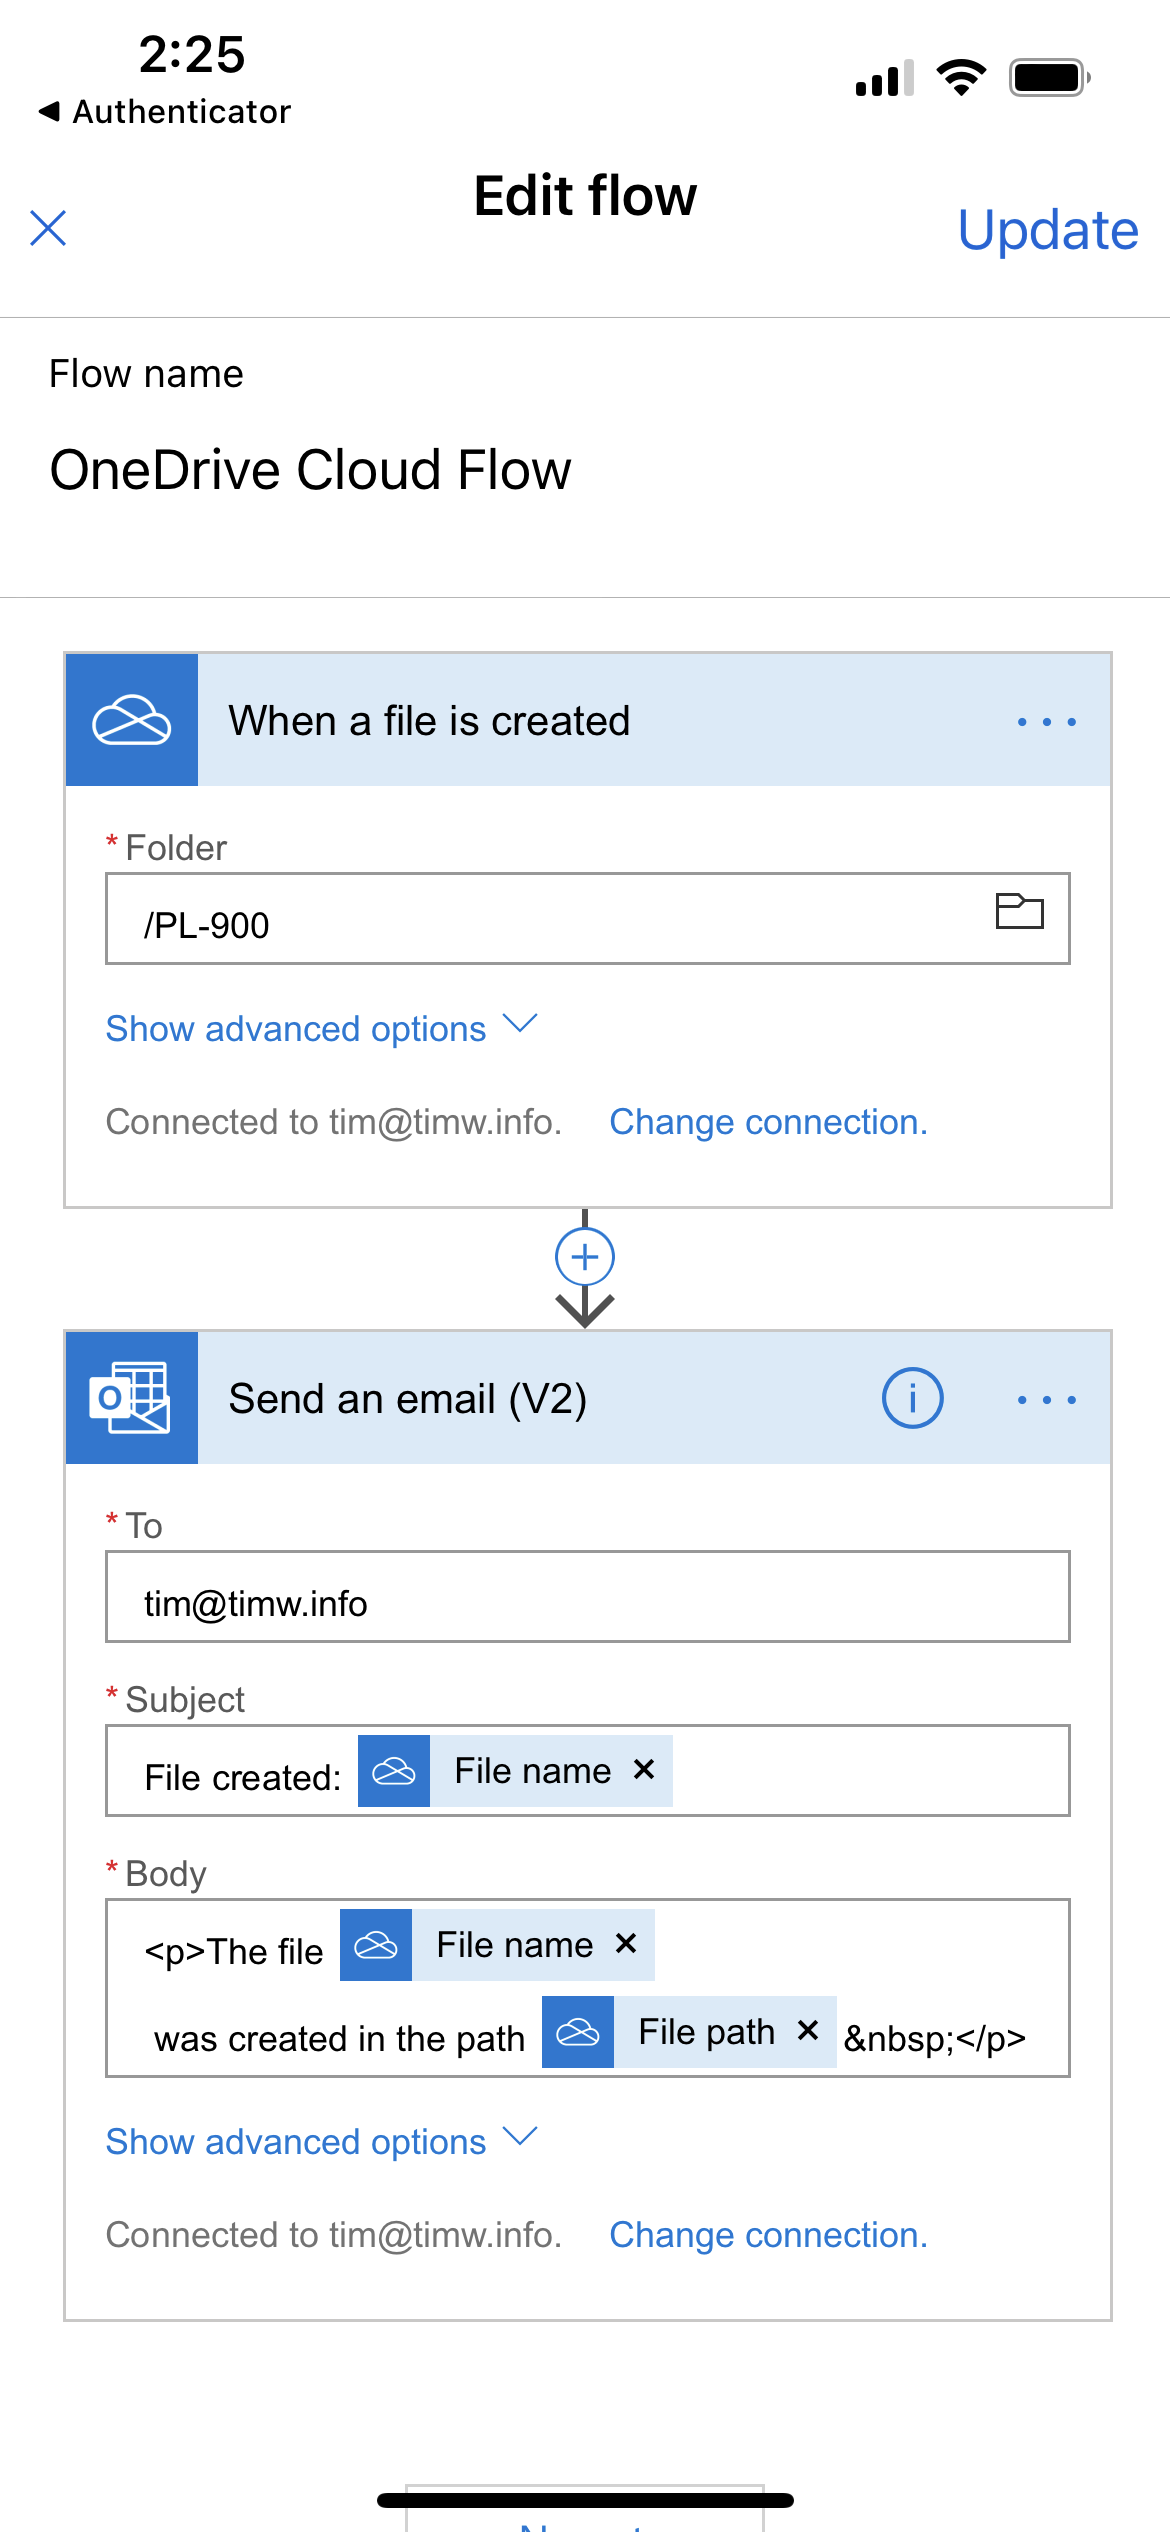 2:25
◀ Authenticator
Edit flow
Update
Flow name
OneDrive Cloud Flow
When a file is created
* Folder
/PL-900
Show advanced options
Connected to tim@timw.info. Change connection.
Send an email (V2)
* To
tim@timw.info
* Subject
File created: File name ×
* Body
<p>The file File name ×
was created in the path File path × &nbsp;</p>
Show advanced options
Connected to tim@timw.info. Change connection.